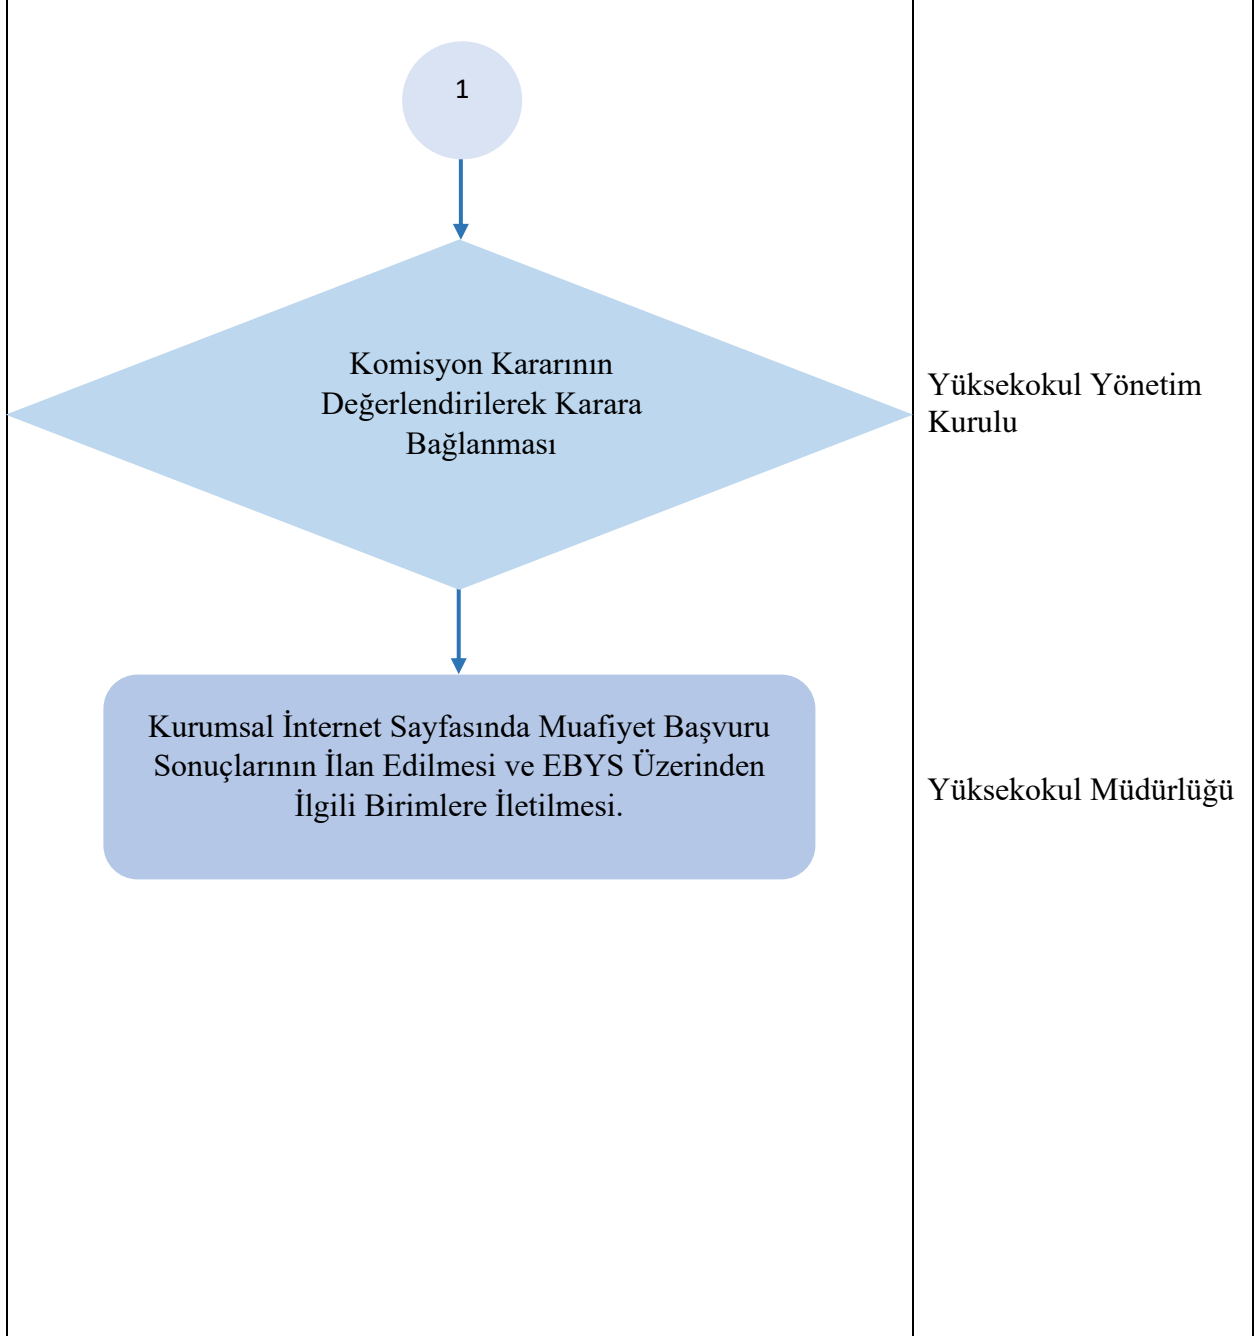 1
Komisyon Kararının
Değerlendirilerek Karara
Bağlanması
Yüksekokul Yönetim
Kurulu
Kurumsal İnternet Sayfasında Muafiyet Başvuru
Sonuçlarının İlan Edilmesi ve EBYS Üzerinden
İlgili Birimlere İletilmesi.
Yüksekokul Müdürlüğü